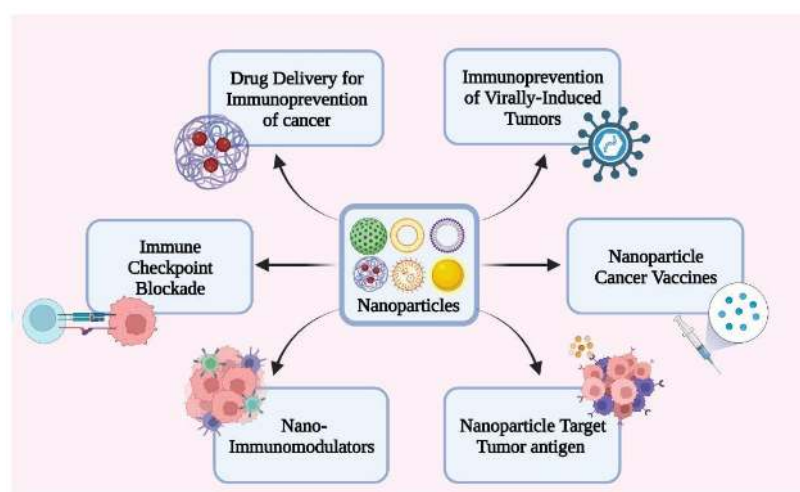 Drug Delivery for
Immunoprevention
of cancer
Immunoprevention
of Virally-Induced
Tumors
Immune
Checkpoint
Blockade
Nanoparticles
Nanoparticle
Cancer Vaccines
Nano-
Immunomodulators
Nanoparticle Target
Tumor antigen